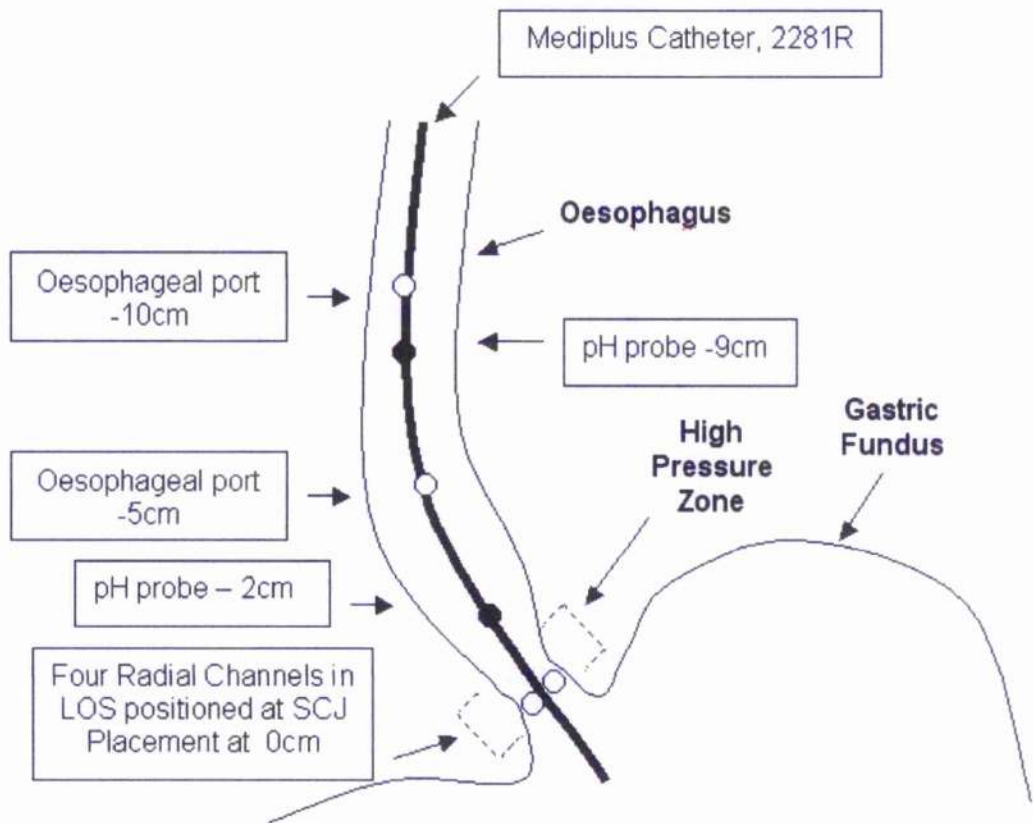 Mediplus Catheter, 2281R
Oesophagus
Oesophageal port
-10cm
pH probe -9cm
Gastric
Fundus
High
Pressure
Zone
Oesophageal port
-5cm
pH probe – 2cm
Four Radial Channels in
LOS positioned at SCJ
Placement at 0cm